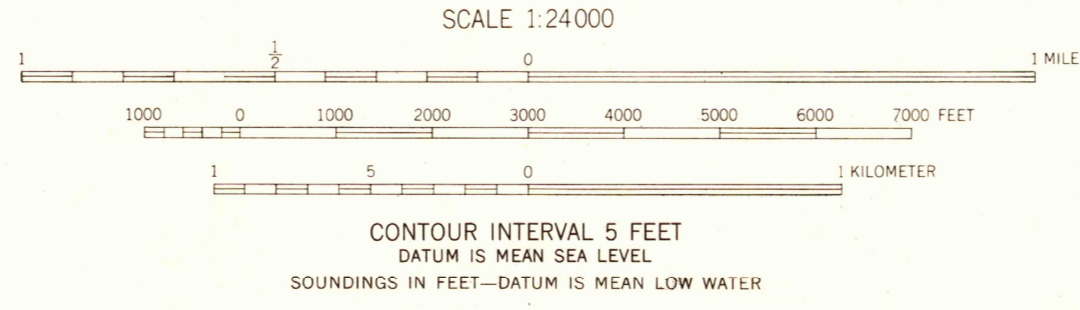 SCALE 1:24 000
1 1/2 0 1 MILE
1000 0 1000 2000 3000 4000 5000 6000 7000 FEET
1 5 0 1 KILOMETER
CONTOUR INTERVAL 5 FEET
DATUM IS MEAN SEA LEVEL
SOUNDINGS IN FEET—DATUM IS MEAN LOW WATER